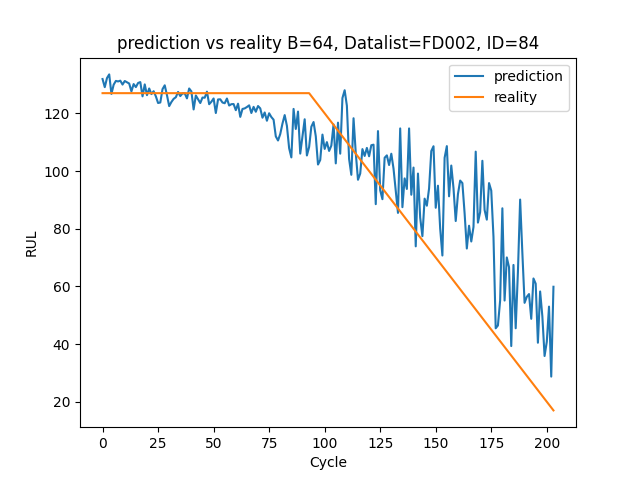 prediction vs reality B=64, Datalist=FD002, ID=84
prediction
reality
RUL
120
100
80
60
40
20
0 25 50 75 100 125 150 175 200
Cycle